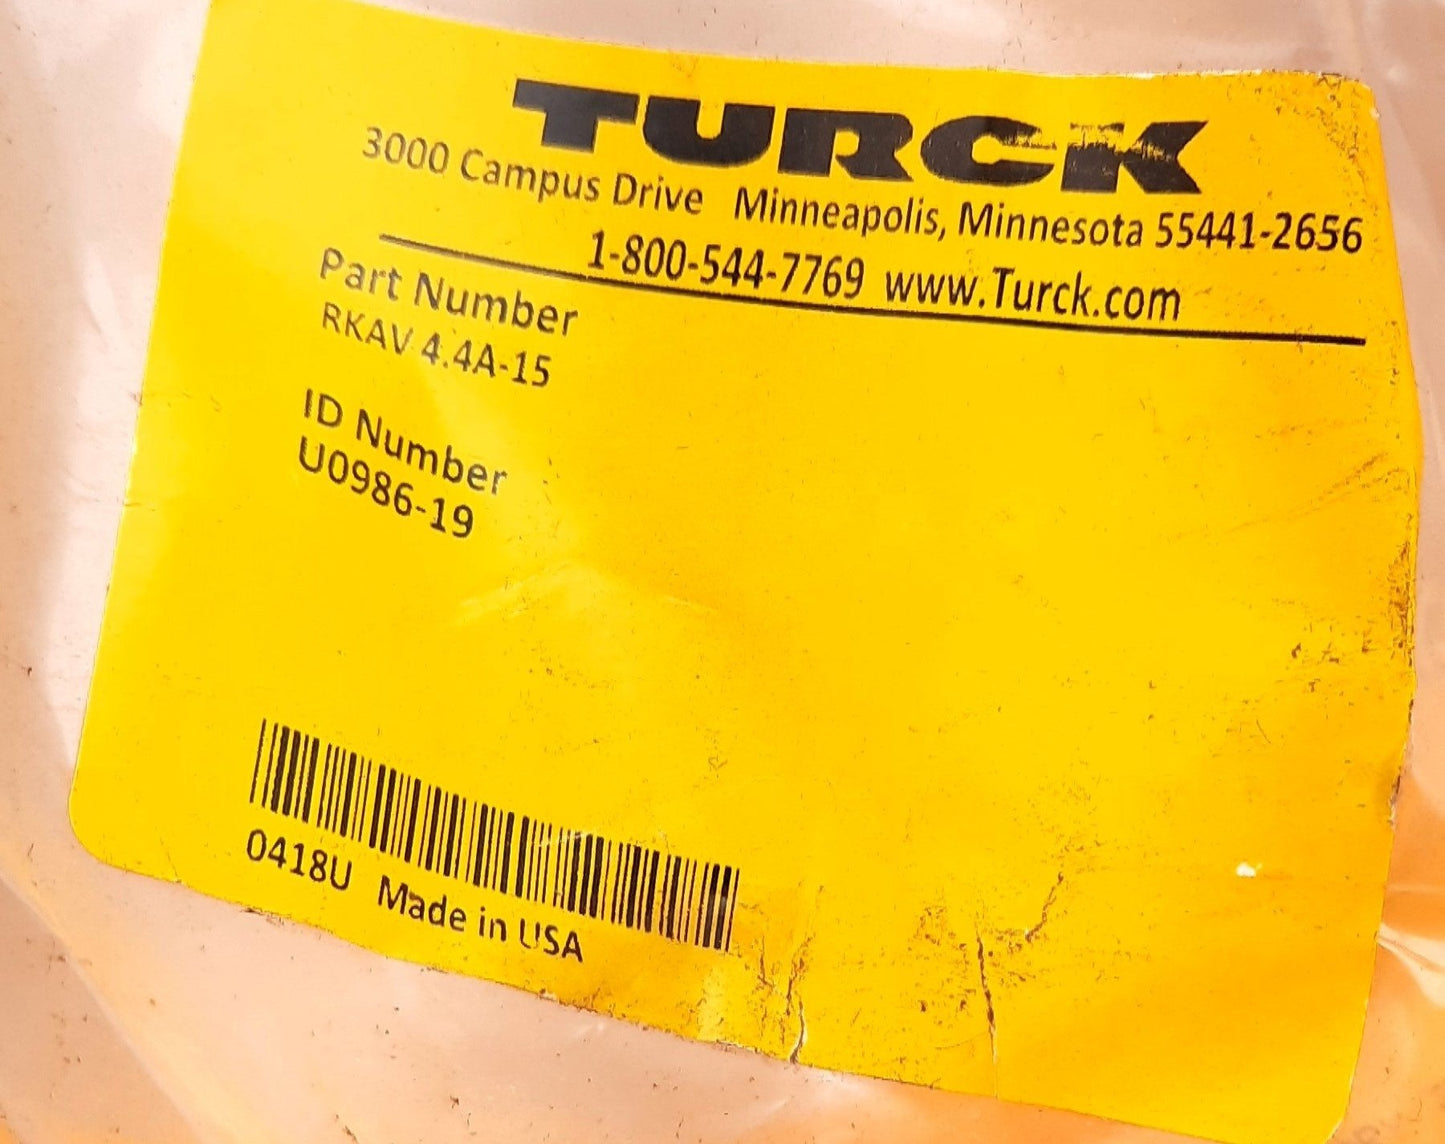 TURCK
3000 Campus Drive Minneapolis, Minnesota 55441-2656
1-800-544-7769 www.Turck.com
Part Number
RKAV 4.4A-15
ID Number
U0986-19
0418U Made in USA